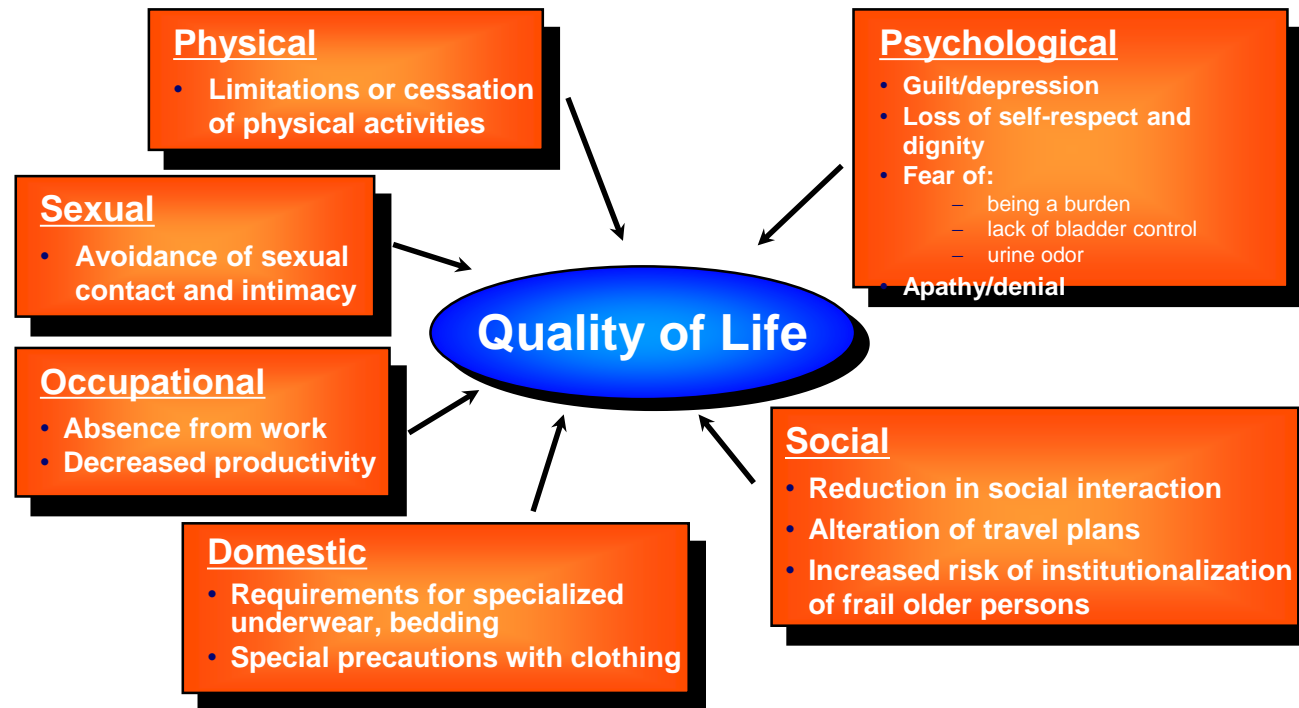 Physical
• Limitations or cessation
of physical activities
Psychological
• Guilt/depression
• Loss of self-respect and
dignity
• Fear of:
– being a burden
– lack of bladder control
– urine odor
• Apathy/denial
Sexual
• Avoidance of sexual
contact and intimacy
Quality of Life
Occupational
• Absence from work
• Decreased productivity
Social
• Reduction in social interaction
• Alteration of travel plans
• Increased risk of institutionalization
of frail older persons
Domestic
• Requirements for specialized
underwear, bedding
• Special precautions with clothing